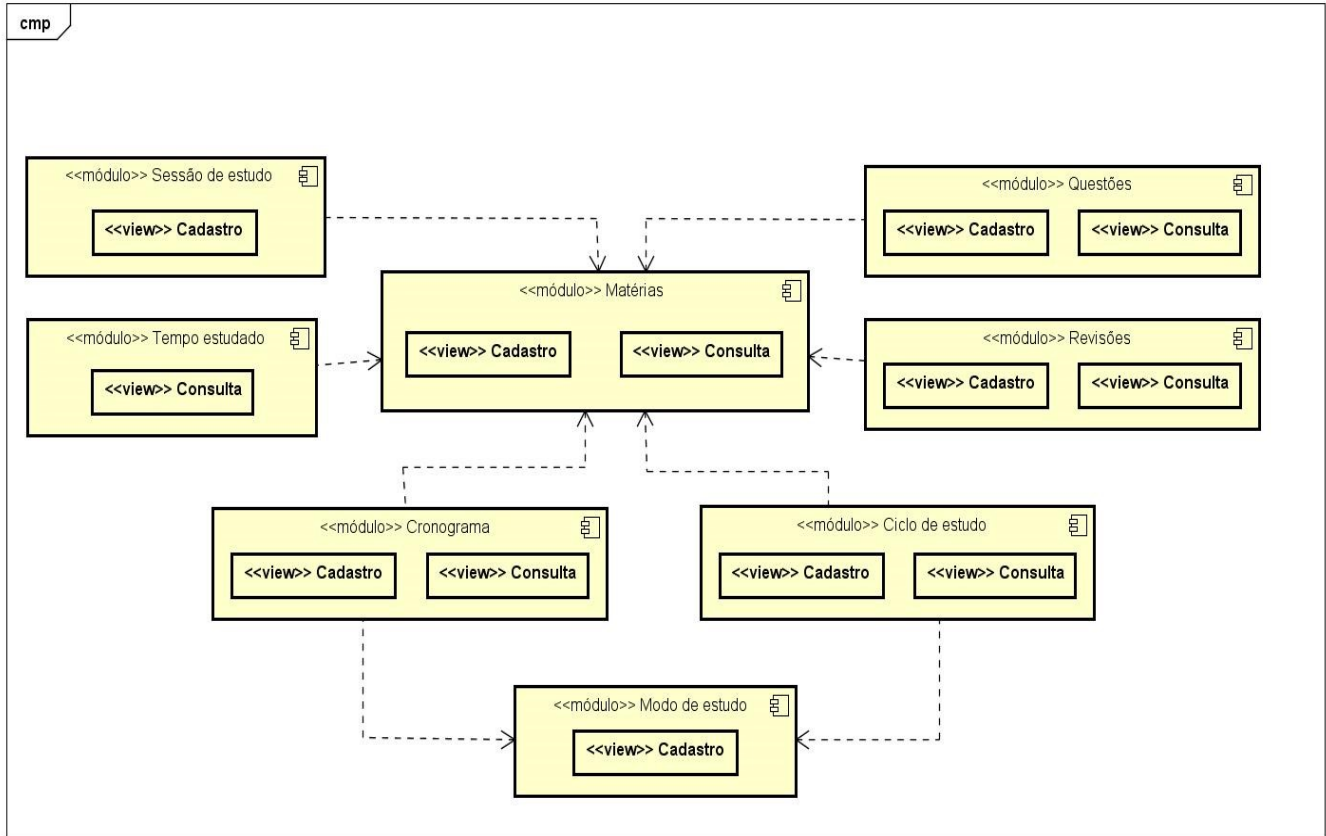 cmp
<<módulo>> Sessão de estudo
<<view>> Cadastro
<<módulo>> Questões
<<view>> Cadastro
<<view>> Consulta
<<módulo>> Matérias
<<view>> Cadastro
<<view>> Consulta
<<módulo>> Tempo estudado
<<view>> Consulta
<<módulo>> Revisões
<<view>> Cadastro
<<view>> Consulta
<<módulo>> Cronograma
<<view>> Cadastro
<<view>> Consulta
<<módulo>> Ciclo de estudo
<<view>> Cadastro
<<view>> Consulta
<<módulo>> Modo de estudo
<<view>> Cadastro